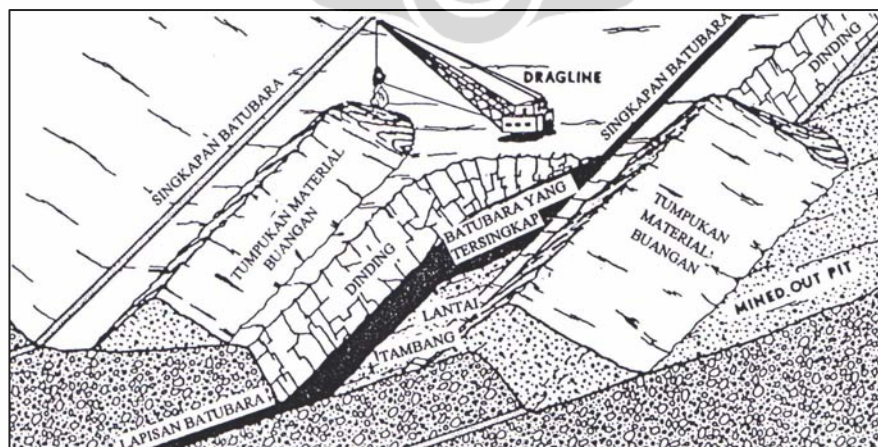 SINGKAPAN BATUBARA
DRAGLINE
SINGKAPAN BATUBARA
DINDING
TUMPUKAN MATERIAL
BUANGAN
DINDING
BATUBARA YANG
TERSINGKAP
TUMPUKAN
MATERIAL
BUANGAN
LANTAI
TAMBANG
MINED OUT PIT
LAPISAN BATUBARA